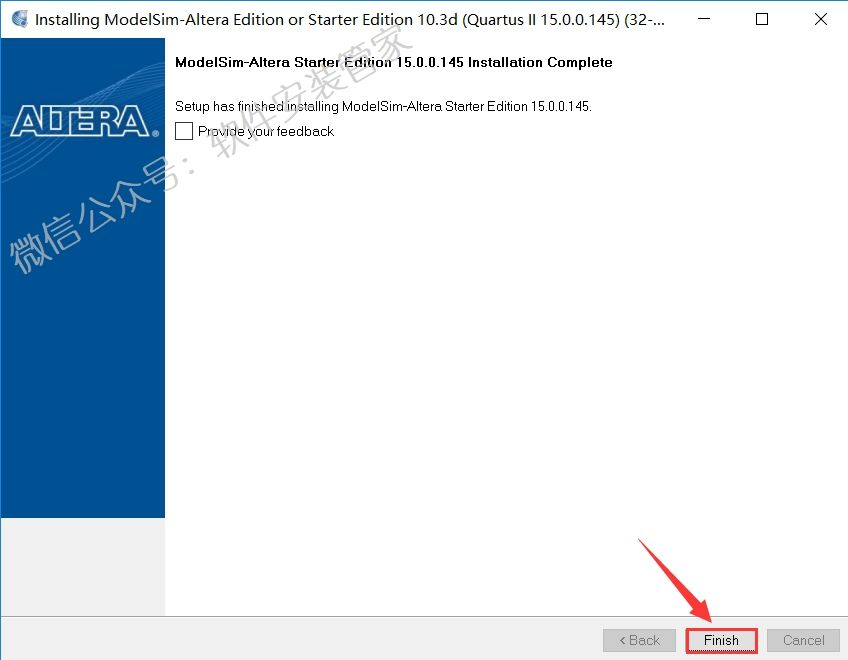 Installing ModelSim-Altera Edition or Starter Edition 10.3d (Quartus II 15.0.0.145) (32-...
ModelSim-Altera Starter Edition 15.0.0.145 Installation Complete
ALTERA®
Setup has finished installing ModelSim-Altera Starter Edition 15.0.0.145.
Provide your feedback
微信公众号：软件安装管家
< Back
Finish
Cancel